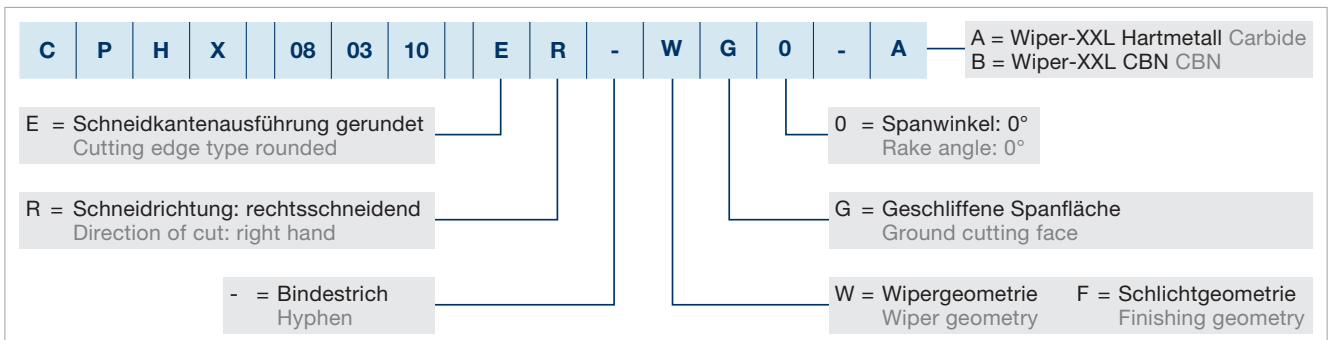 C P H X 08 03 10 E R - W G 0 - A
A = Wiper-XXL Hartmetall Carbide
B = Wiper-XXL CBN CBN
E = Schneidkantenausführung gerundet
Cutting edge type rounded
0 = Spanwinkel: 0°
Rake angle: 0°
R = Schneidrichtung: rechtsschneidend
Direction of cut: right hand
G = Geschliffene Spanfläche
Ground cutting face
- = Bindestrich
Hyphen
W = Wipergeometrie F = Schlichtgeometrie
Wiper geometry Finishing geometry